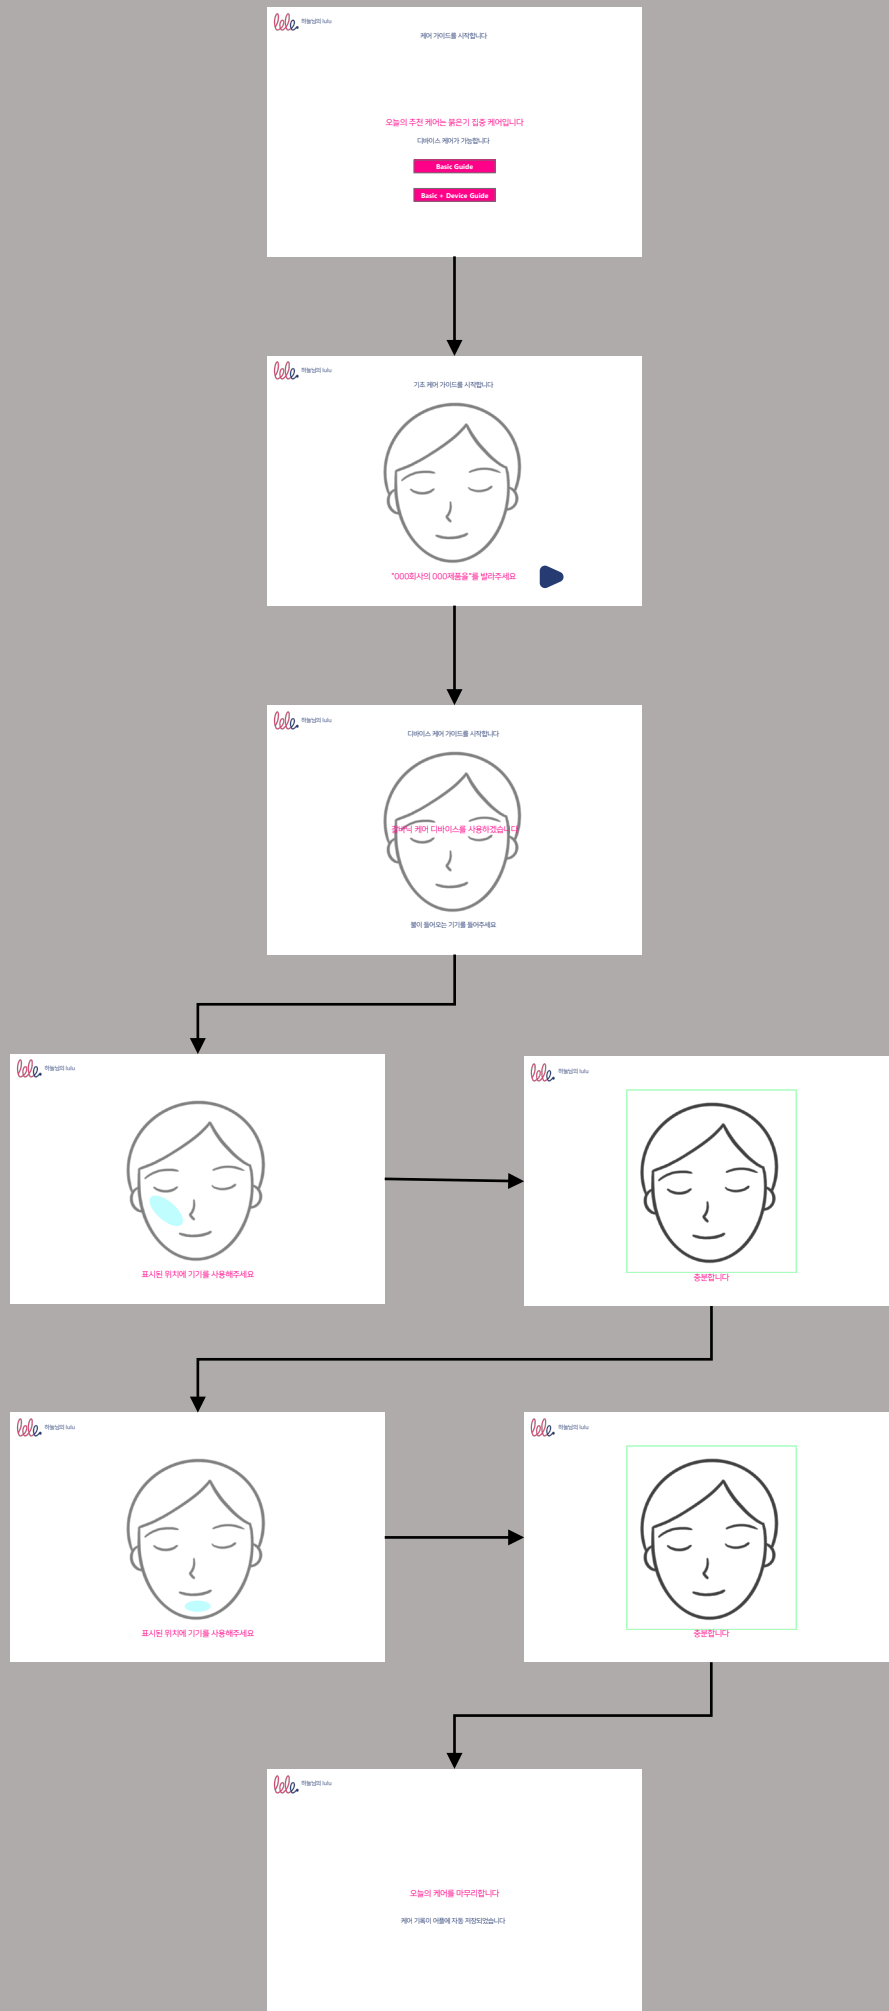 lele 하늘님의 lulu
케어 가이드를 시작합니다
오늘의 추천 케어는 붉은기 집중 케어입니다
디바이스 케어가 가능합니다
Basic Guide
Basic + Device Guide
lele 하늘님의 lulu
기초 케어 가이드를 시작합니다
"000회사의 000제품을"를 발라주세요
lele 하늘님의 lulu
디바이스 케어 가이드를 시작합니다
갈바닉 케어 디바이스를 사용하겠습니다
불이 들어오는 기기를 들어주세요
lele 하늘님의 lulu
표시된 위치에 기기를 사용해주세요
lele 하늘님의 lulu
충분합니다
lele 하늘님의 lulu
표시된 위치에 기기를 사용해주세요
lele 하늘님의 lulu
충분합니다
lele 하늘님의 lulu
오늘의 케어를 마무리합니다
케어 기록이 어플에 자동 저장되었습니다